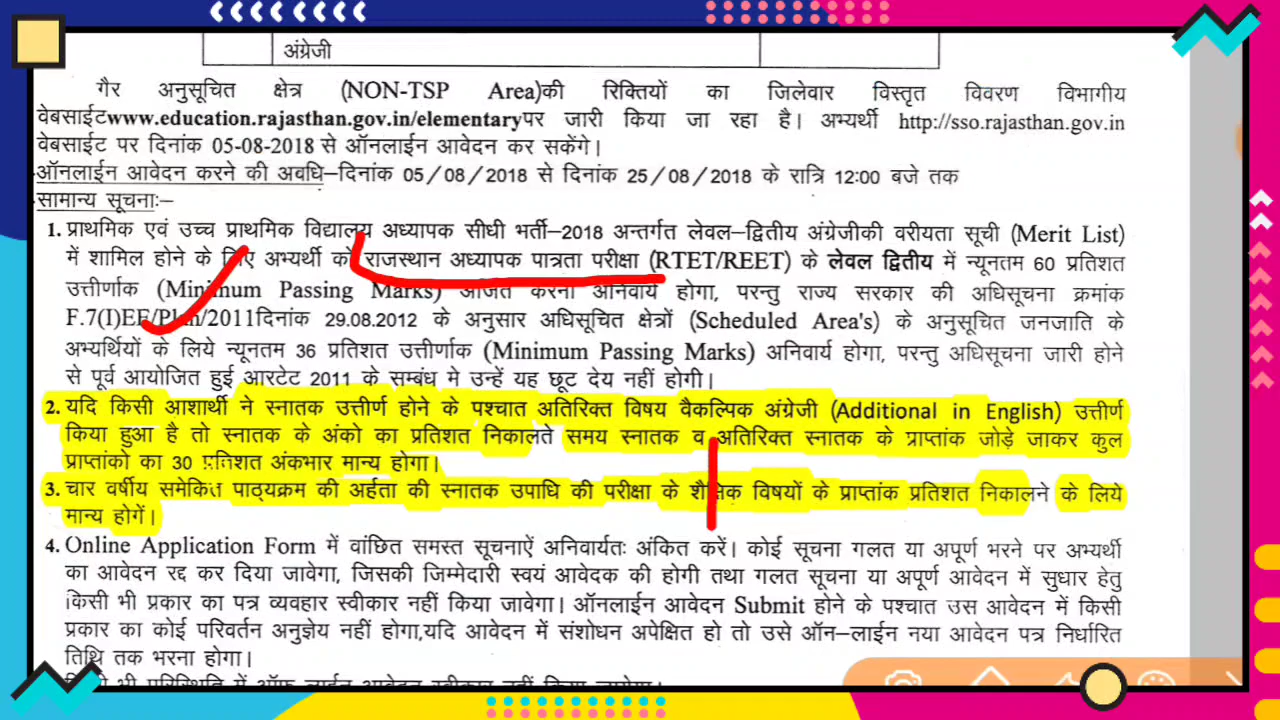 अंग्रेजी
गैर अनुसूचित क्षेत्र (NON-TSP Area)की रिक्तियों का जिलेवार विस्तृत विवरण विभागीय
वेबसाईटwww.education.rajasthan.gov.in/elementaryपर जारी किया जा रहा है। अभ्यर्थी http://sso.rajasthan.gov.in
वेबसाईट पर दिनांक 05-08-2018 से ऑनलाईन आवेदन कर सकेंगे।
ऑनलाईन आवेदन करने की अवधि–दिनांक 05/08/2018 से दिनांक 25/08/2018 के रात्रि 12:00 बजे तक
सामान्य सूचनाः–
1. प्राथमिक एवं उच्च प्राथमिक विद्यालय अध्यापक सीधी भर्ती–2018 अन्तर्गत लेवल–द्वितीय अंग्रेजीकी वरीयता सूची (Merit List)
में शामिल होने के लिए अभ्यर्थी को राजस्थान अध्यापक पात्रता परीक्षा (RTET/REET) के लेवल द्वितीय में न्यूनतम 60 प्रतिशत
उत्तीर्णाक (Minimum Passing Marks) अर्जित करना अनिवार्य होगा, परन्तु राज्य सरकार की अधिसूचना क्रमांक
F.7(I)EE/Plan/2011दिनांक 29.08.2012 के अनुसार अधिसूचित क्षेत्रों (Scheduled Area's) के अनुसूचित जनजाति के
अभ्यर्थियों के लिये न्यूनतम 36 प्रतिशत उत्तीर्णाक (Minimum Passing Marks) अनिवार्य होगा, परन्तु अधिसूचना जारी होने
से पूर्व आयोजित हुई आरटेट 2011 के सम्बंध मे उन्हें यह छूट देय नहीं होगी।
2. यदि किसी आशार्थी ने स्नातक उत्तीर्ण होने के पश्चात अतिरिक्त विषय वैकल्पिक अंग्रेजी (Additional in English) उत्तीर्ण
किया हुआ है तो स्नातक के अंको का प्रतिशत निकालते समय स्नातक व अतिरिक्त स्नातक के प्राप्तांक जोड़े जाकर कुल
प्राप्तांको का 30 प्रतिशत अंकभार मान्य होगा।
3. चार वर्षीय समेकित पाठ्यक्रम की अर्हता की स्नातक उपाधि की परीक्षा के शैक्षिक विषयों के प्राप्तांक प्रतिशत निकालने के लिये
मान्य होगें।
4. Online Application Form में वांछित समस्त सूचनाऐं अनिवार्यतः अंकित करें। कोई सूचना गलत या अपूर्ण भरने पर अभ्यर्थी
का आवेदन रद्द कर दिया जावेगा, जिसकी जिम्मेदारी स्वयं आवेदक की होगी तथा गलत सूचना या अपूर्ण आवेदन में सुधार हेतु
किसी भी प्रकार का पत्र व्यवहार स्वीकार नहीं किया जावेगा। ऑनलाईन आवेदन Submit होने के पश्चात उस आवेदन में किसी
प्रकार का कोई परिवर्तन अनुज्ञेय नहीं होगा,यदि आवेदन में संशोधन अपेक्षित हो तो उसे ऑन–लाईन नया आवेदन पत्र निर्धारित
तिथि तक भरना होगा।